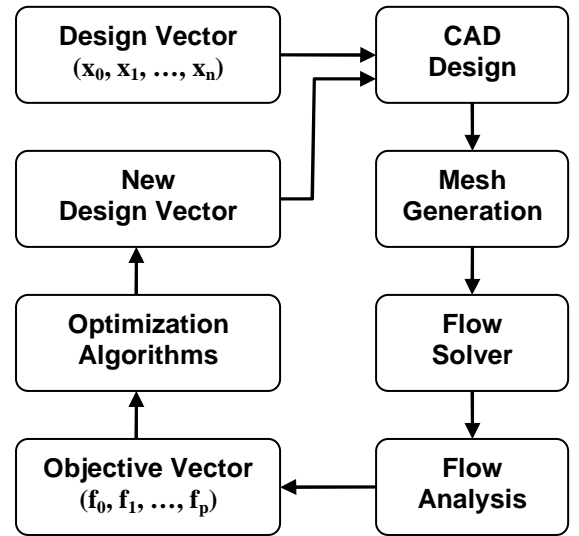 Design Vector
(x₀, x₁, …, xₙ)
CAD
Design
New
Design Vector
Mesh
Generation
Optimization
Algorithms
Flow
Solver
Objective Vector
(f₀, f₁, …, fₚ)
Flow
Analysis